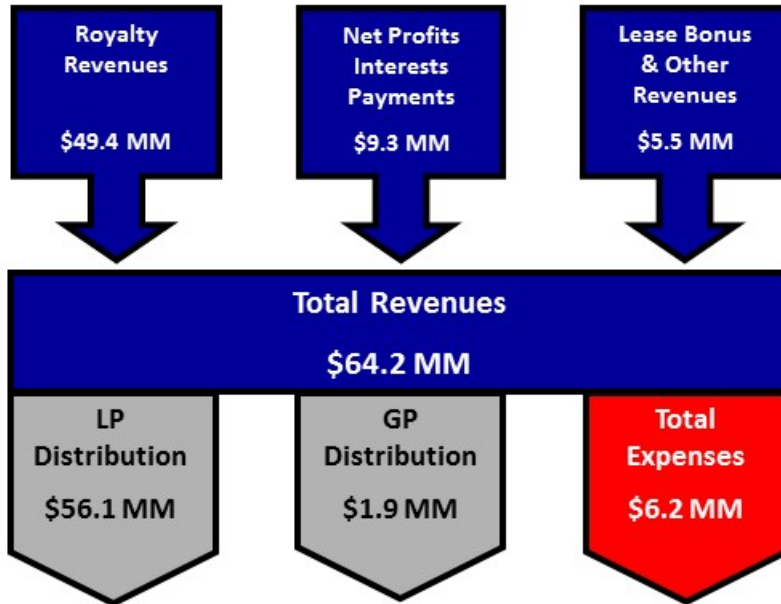 Royalty
Revenues
$49.4 MM
Net Profits
Interests
Payments
$9.3 MM
Lease Bonus
& Other
Revenues
$5.5 MM
Total Revenues
$64.2 MM
LP
Distribution
$56.1 MM
GP
Distribution
$1.9 MM
Total
Expenses
$6.2 MM